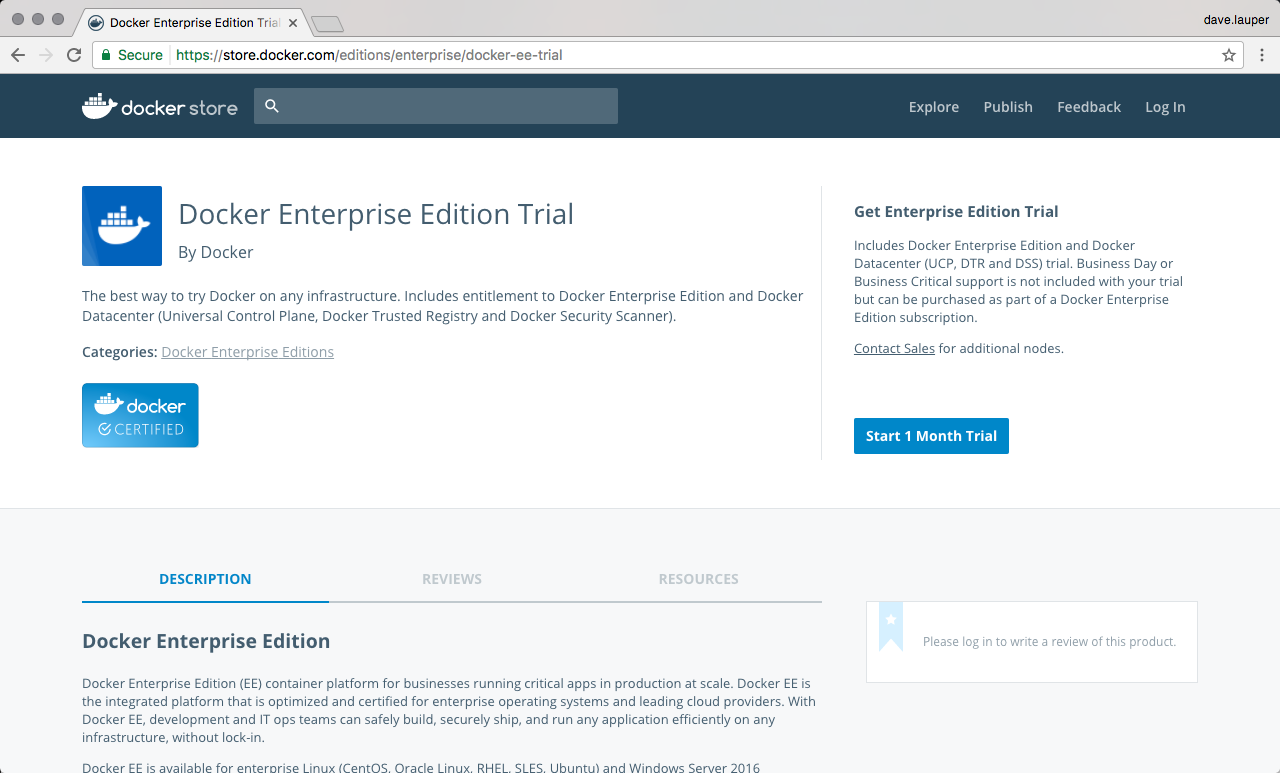 Docker Enterprise Edition Trial
dave.lauper
Secure https://store.docker.com/editions/enterprise/docker-ee-trial
docker store
Explore Publish Feedback Log In
Docker Enterprise Edition Trial
By Docker
The best way to try Docker on any infrastructure. Includes entitlement to Docker Enterprise Edition and Docker
Datacenter (Universal Control Plane, Docker Trusted Registry and Docker Security Scanner).
Categories: Docker Enterprise Editions
docker
CERTIFIED
Get Enterprise Edition Trial
Includes Docker Enterprise Edition and Docker
Datacenter (UCP, DTR and DSS) trial. Business Day or
Business Critical support is not included with your trial
but can be purchased as part of a Docker Enterprise
Edition subscription.
Contact Sales for additional nodes.
Start 1 Month Trial
DESCRIPTION REVIEWS RESOURCES
Docker Enterprise Edition
Docker Enterprise Edition (EE) container platform for businesses running critical apps in production at scale. Docker EE is
the integrated platform that is optimized and certified for enterprise operating systems and leading cloud providers. With
Docker EE, development and IT ops teams can safely build, securely ship, and run any application efficiently on any
infrastructure, without lock-in.
Docker EE is available for enterprise Linux (CentOS, Oracle Linux, RHEL, SLES, Ubuntu) and Windows Server 2016
Please log in to write a review of this product.